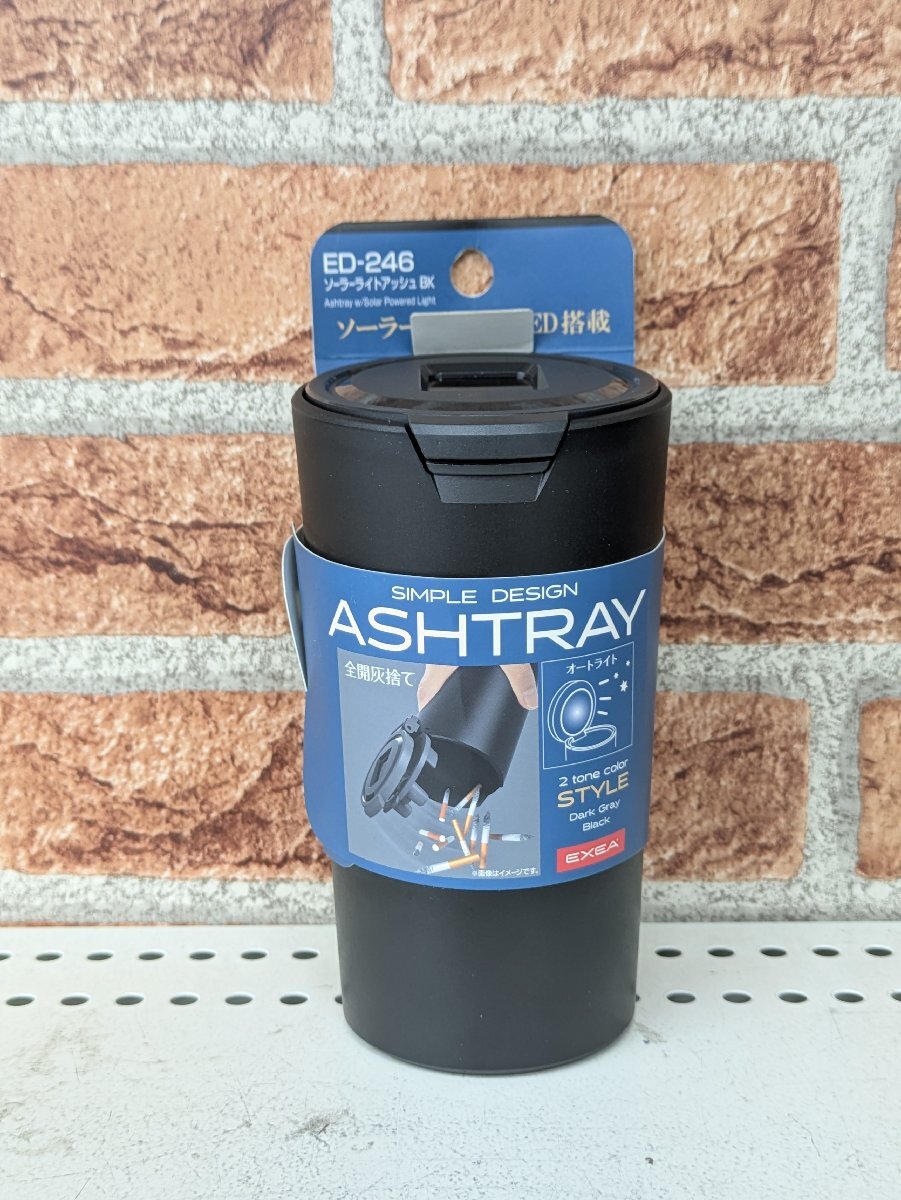 ED-246
ソーラーライトアッシュ BK
Ashtray w/Solar Powered Light
ソーラー ED搭載
SIMPLE DESIGN
ASHTRAY
全開灰捨て
オートライト
2 tone color
STYLE
Dark Gray
Black
EXEA
※画像はイメージです。